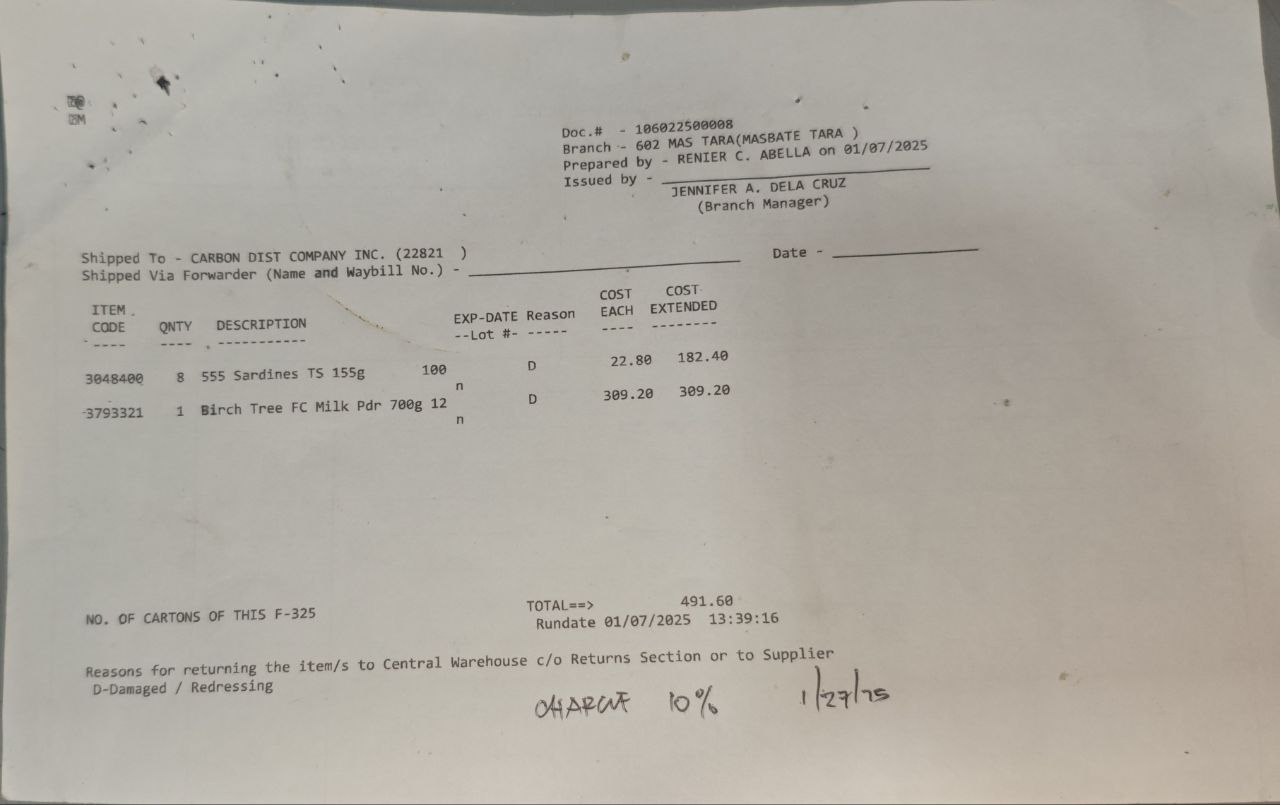 Doc.# - 106022500008
Branch - 602 MAS TARA(MASBATE TARA )
Prepared by - RENIER C. ABELLA on 01/07/2025
Issued by -
JENNIFER A. DELA CRUZ
(Branch Manager)
Shipped To - CARBON DIST COMPANY INC. (22821 ) Date -
Shipped Via Forwarder (Name and Waybill No.) -
COST COST
ITEM EXP-DATE Reason EACH EXTENDED
CODE QNTY DESCRIPTION --Lot #- ----- ---- --------
---- ---- -----------
3048400 8 555 Sardines TS 155g 100 D 22.80 182.40
n
3793321 1 Birch Tree FC Milk Pdr 700g 12 D 309.20 309.20
n
NO. OF CARTONS OF THIS F-325 TOTAL==> 491.60
Rundate 01/07/2025 13:39:16
Reasons for returning the item/s to Central Warehouse c/o Returns Section or to Supplier
D-Damaged / Redressing
CHARGE 10% 1/27/25